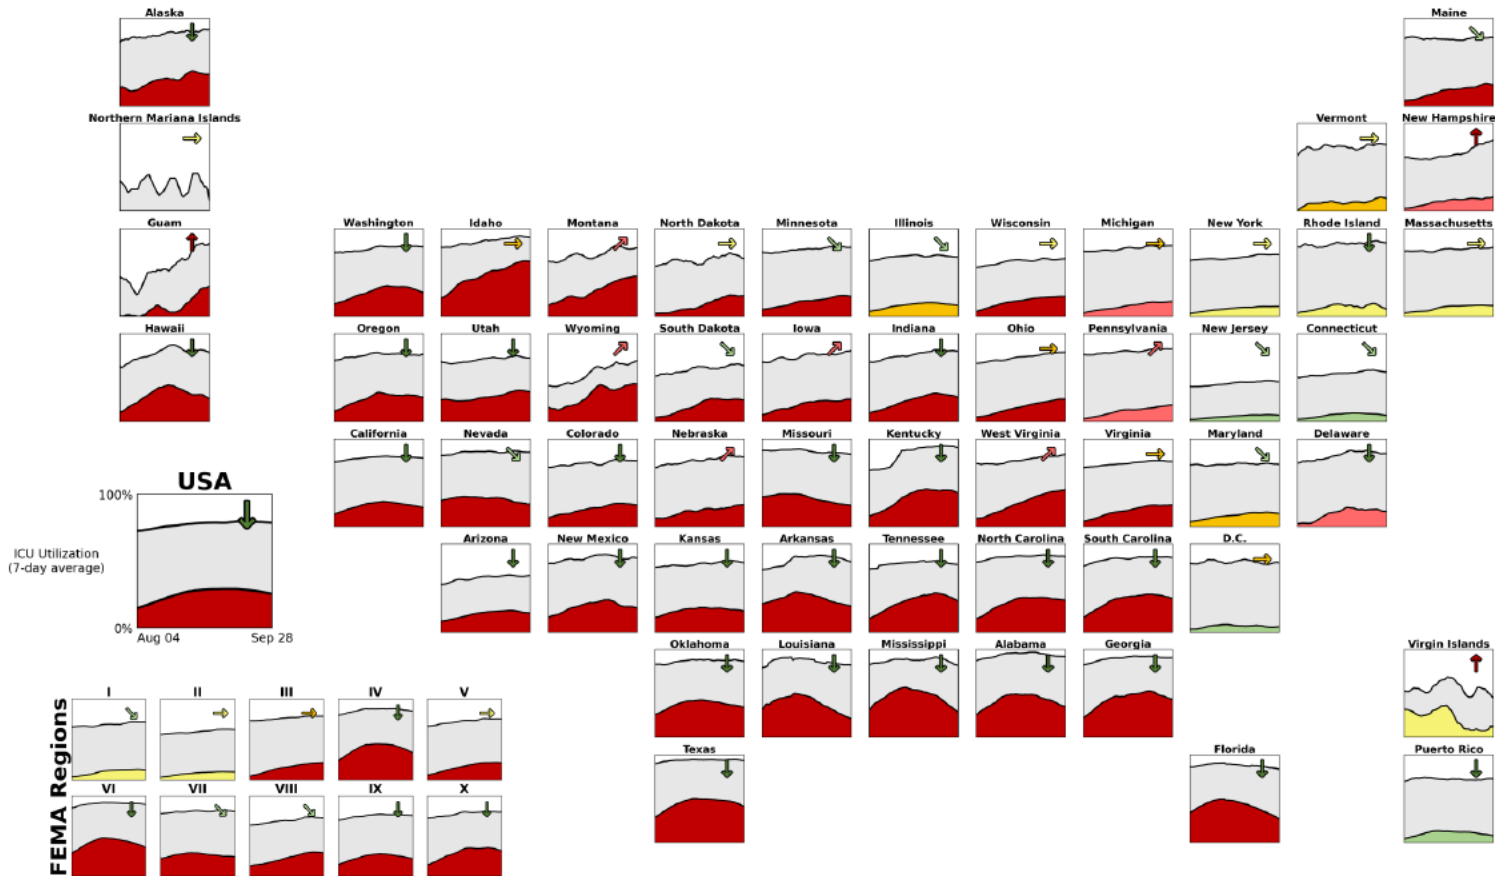 Alaska
Maine
Northern Mariana Islands
Vermont
New Hampshire
Guam
Washington
Idaho
Montana
North Dakota
Minnesota
Illinois
Wisconsin
Michigan
New York
Rhode Island
Massachusetts
Hawaii
Oregon
Utah
Wyoming
South Dakota
Iowa
Indiana
Ohio
Pennsylvania
New Jersey
Connecticut
California
Nevada
Colorado
Nebraska
Missouri
Kentucky
West Virginia
Virginia
Maryland
Delaware
USA
100%
ICU Utilization
(7-day average)
0%
Aug 04
Sep 28
Arizona
New Mexico
Kansas
Arkansas
Tennessee
North Carolina
South Carolina
D.C.
Oklahoma
Louisiana
Mississippi
Alabama
Georgia
Virgin Islands
FEMA Regions
I
II
III
IV
V
Texas
Florida
Puerto Rico
VI
VII
VIII
IX
X